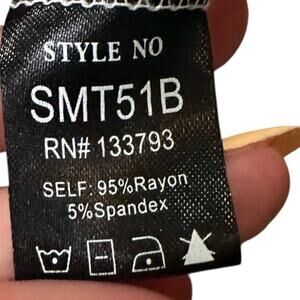 STYLE NO
SMT51B
RN# 133793
SELF: 95%Rayon
5%Spandex